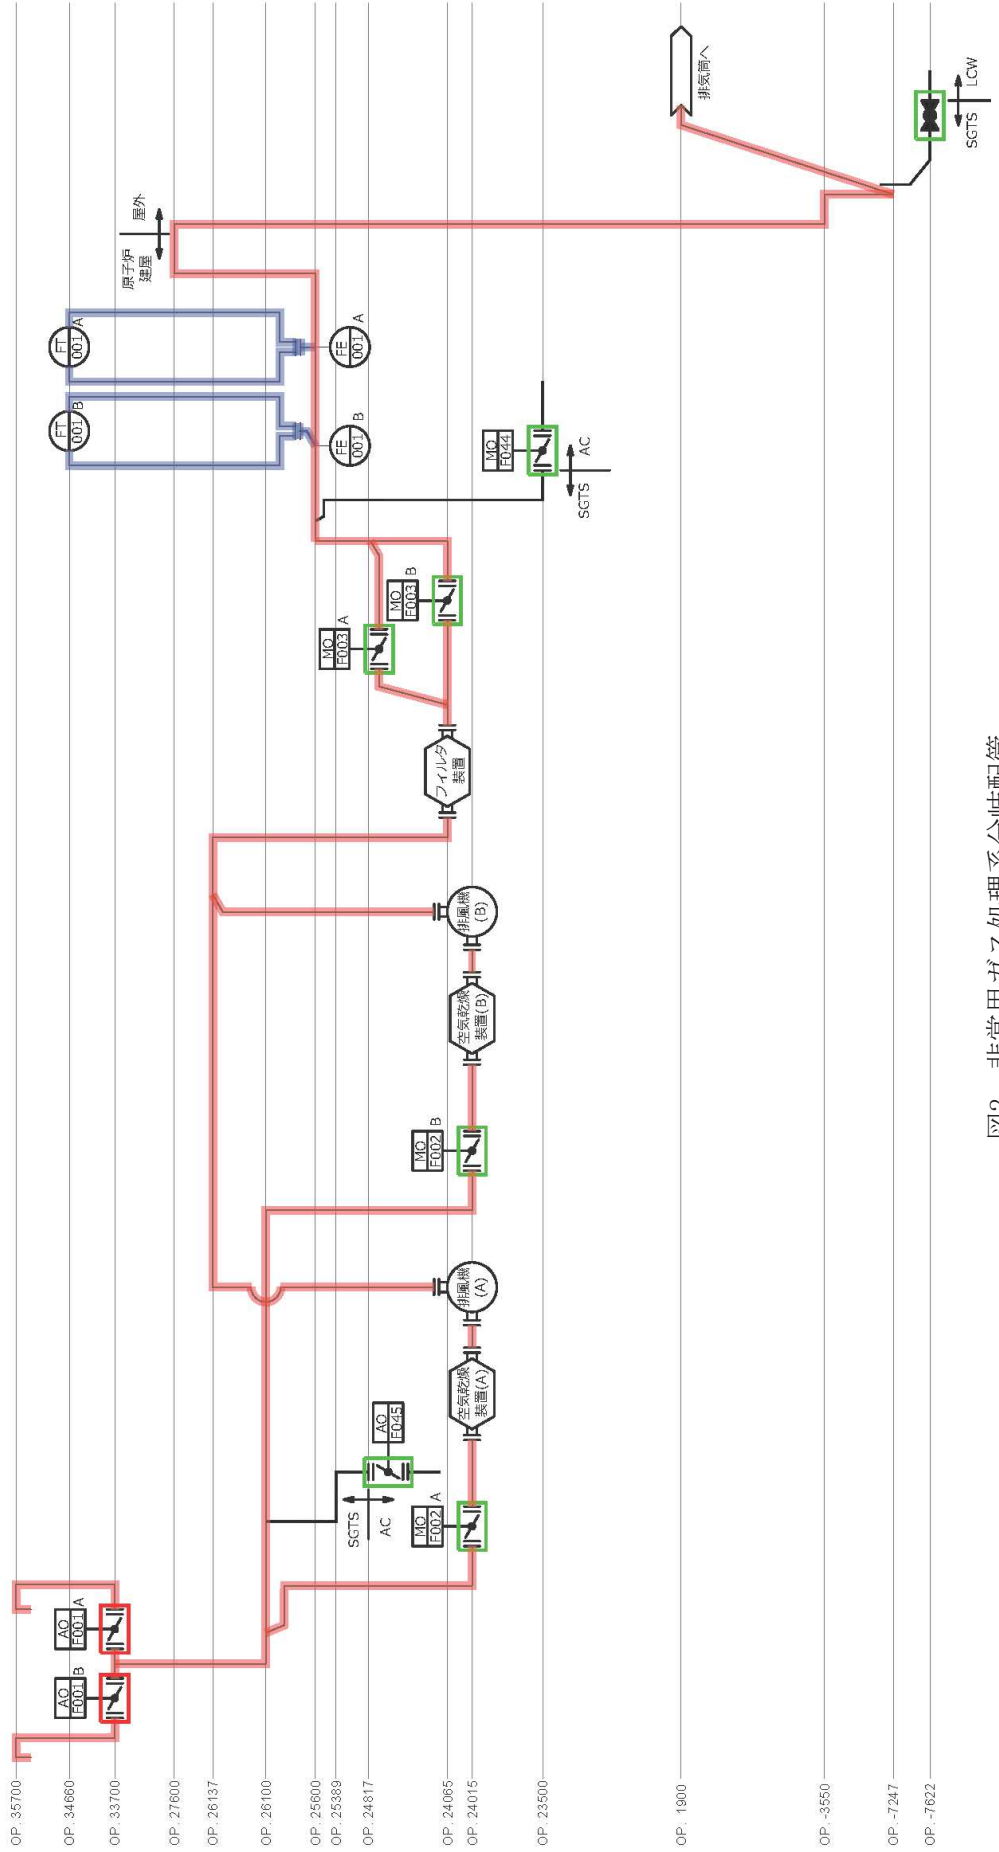 OP. 35700
OP. 34660
OP. 33700
OP. 27600
OP. 26137
OP. 26100
OP. 25600
OP. 25389
OP. 24817
OP. 24065
OP. 24015
OP. 23500
OP. 1900
OP. -3550
OP. -7247
OP. -7622
AO
F001
B
AO
F001
A
SGTS
AC
AO
F045
MO
F002
A
空気乾燥
装置(A)
排風機
(A)
MO
F002
B
空気乾燥
装置(B)
排風機
(B)
フィルタ
装置
MO
F003
A
MO
F003
B
SGTS
AC
MO
F044
FT
001
B
FT
001
A
FE
001
B
FE
001
A
原子炉
建屋
屋外
排気筒へ
SGTS
LCW
図2 非常用ガス処理系全体配管